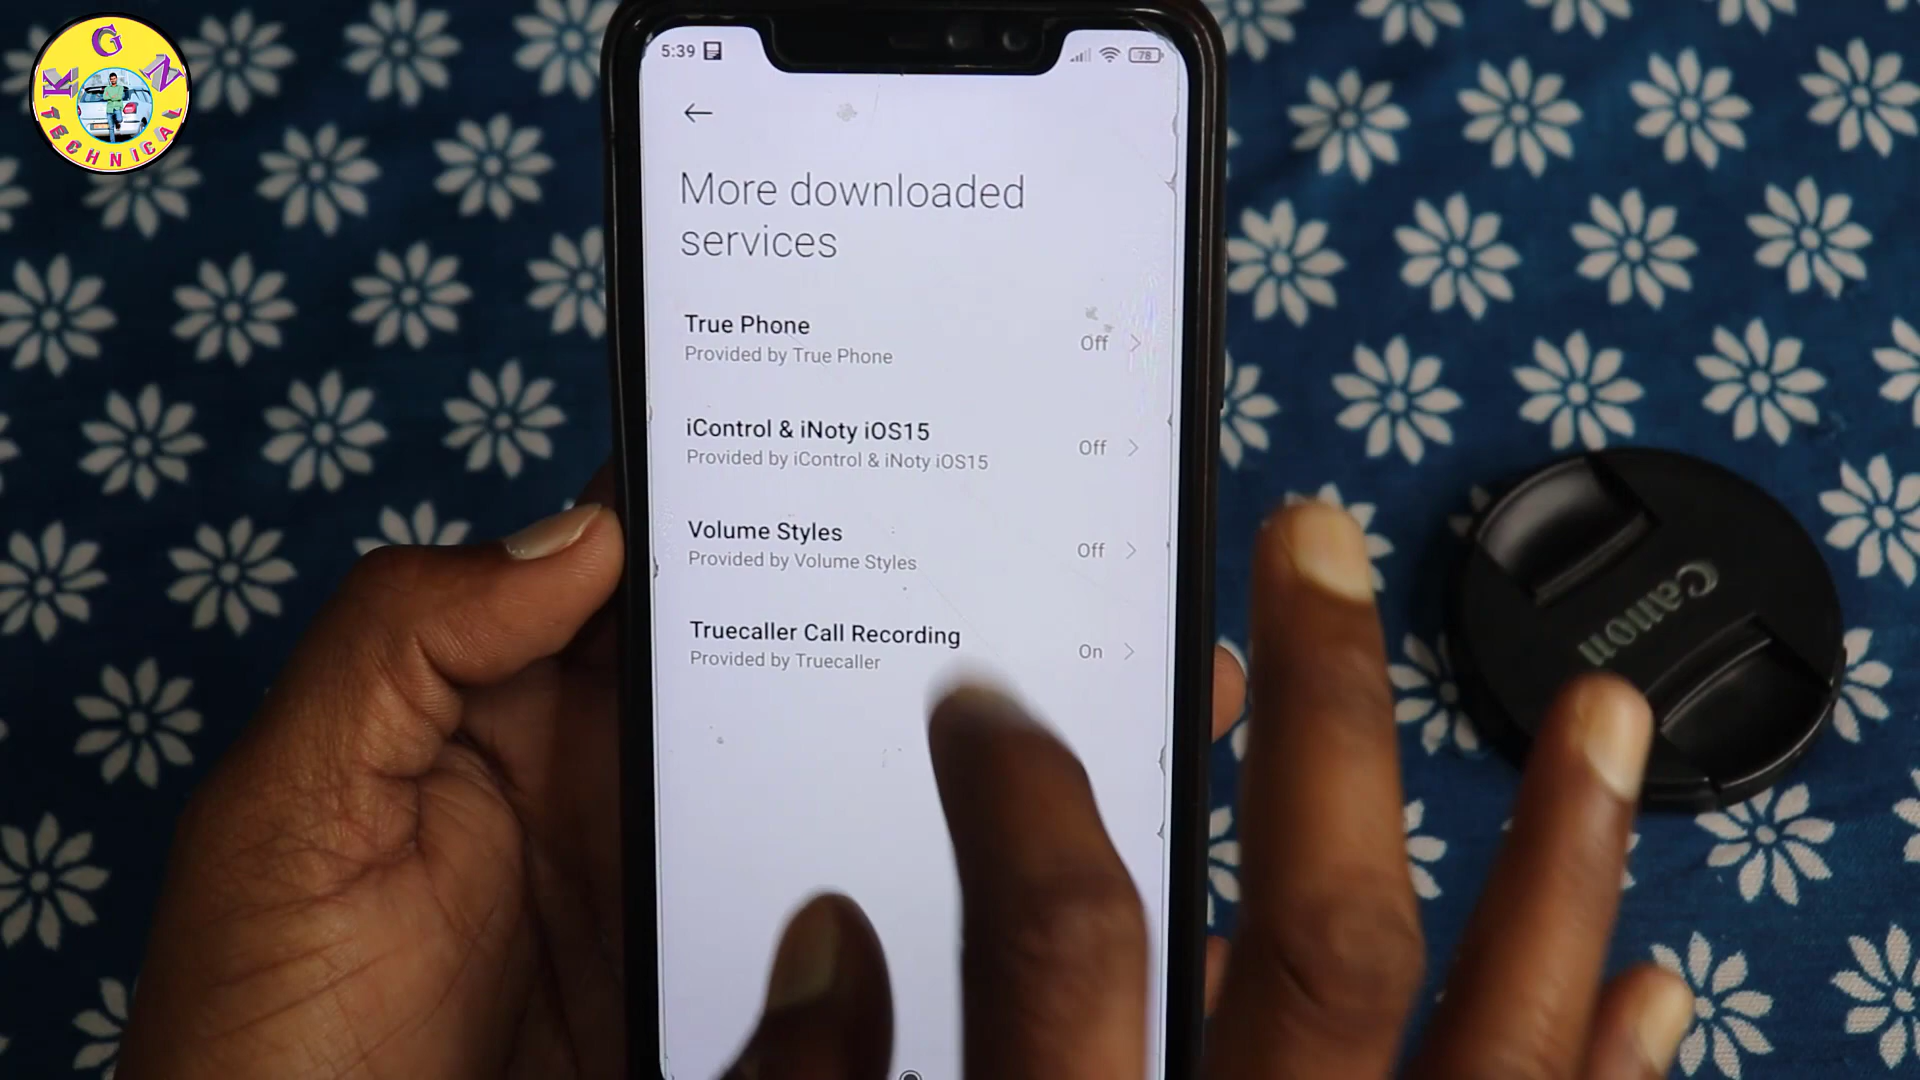 KGN
TECHNICAL
5:39
78
More downloaded
services
True Phone
Provided by True Phone
Off
iControl & iNoty iOS15
Provided by iControl & iNoty iOS15
Off
Volume Styles
Provided by Volume Styles
Off
Truecaller Call Recording
Provided by Truecaller
On
Canon